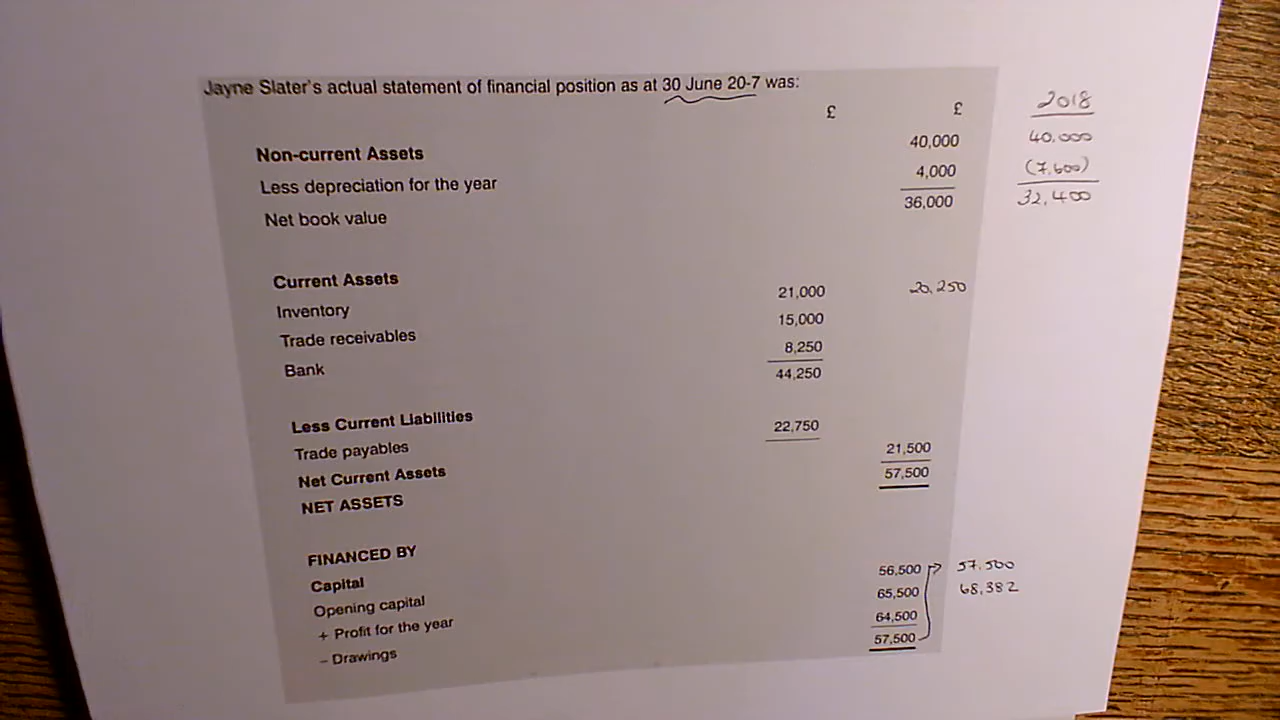 Jayne Slater's actual statement of financial position as at 30 June 20-7 was:
£ £ 2018
Non-current Assets 40,000 40,000
Less depreciation for the year 4,000 (7,600)
Net book value 36,000 32,400
Current Assets
Inventory 21,000 20,250
Trade receivables 15,000
Bank 8,250
44,250
Less Current Liabilities
Trade payables 22,750
Net Current Assets 21,500
NET ASSETS 57,500
FINANCED BY
Capital
Opening capital 56,500 57,500
+ Profit for the year 65,500 68,382
– Drawings 64,500
57,500